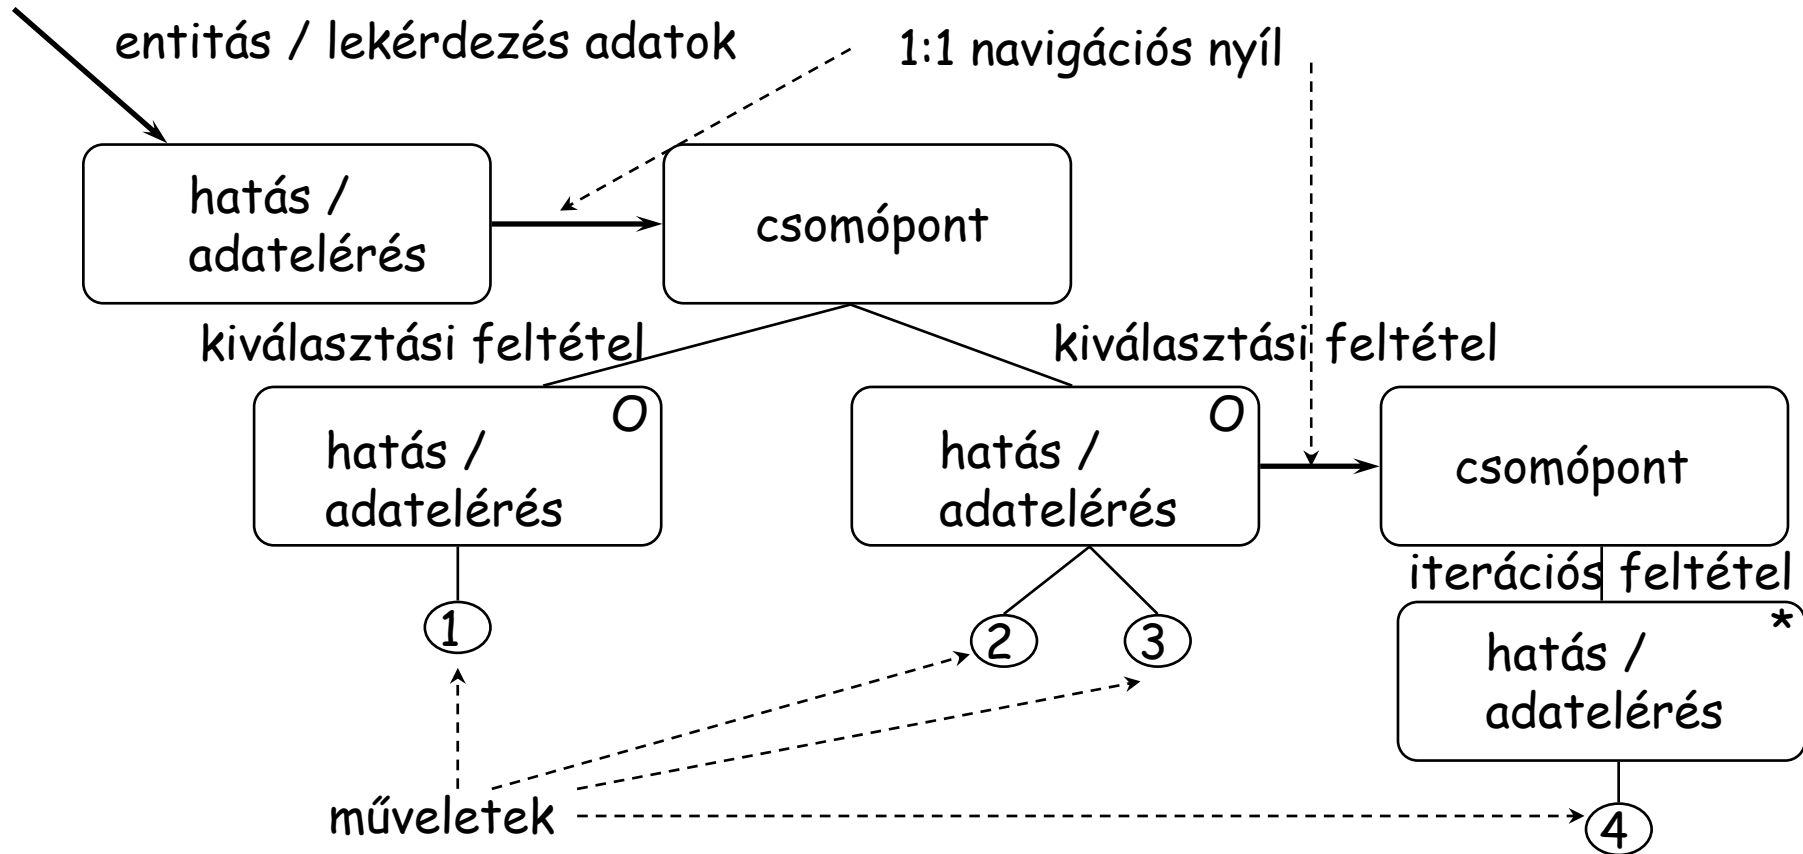 entitás / lekérdezés adatok
1:1 navigációs nyíl
hatás /
adatelérés
csomópont
kiválasztási feltétel
kiválasztási feltétel
O
hatás /
adatelérés
O
hatás /
adatelérés
csomópont
iterációs feltétel
1
2
3
*
hatás /
adatelérés
műveletek
4